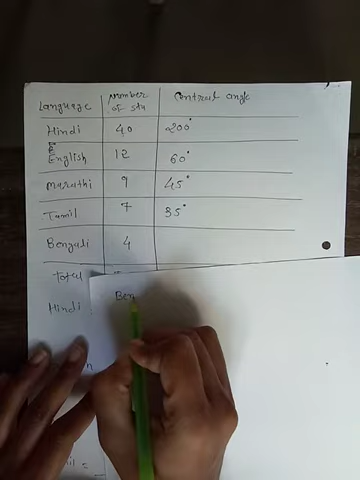 Language Number of stu Central angle
Hindi 40 200°
English 12 60°
Marathi 9 45°
Tamil 7 35°
Bengali 4
Total
Hindi Ben